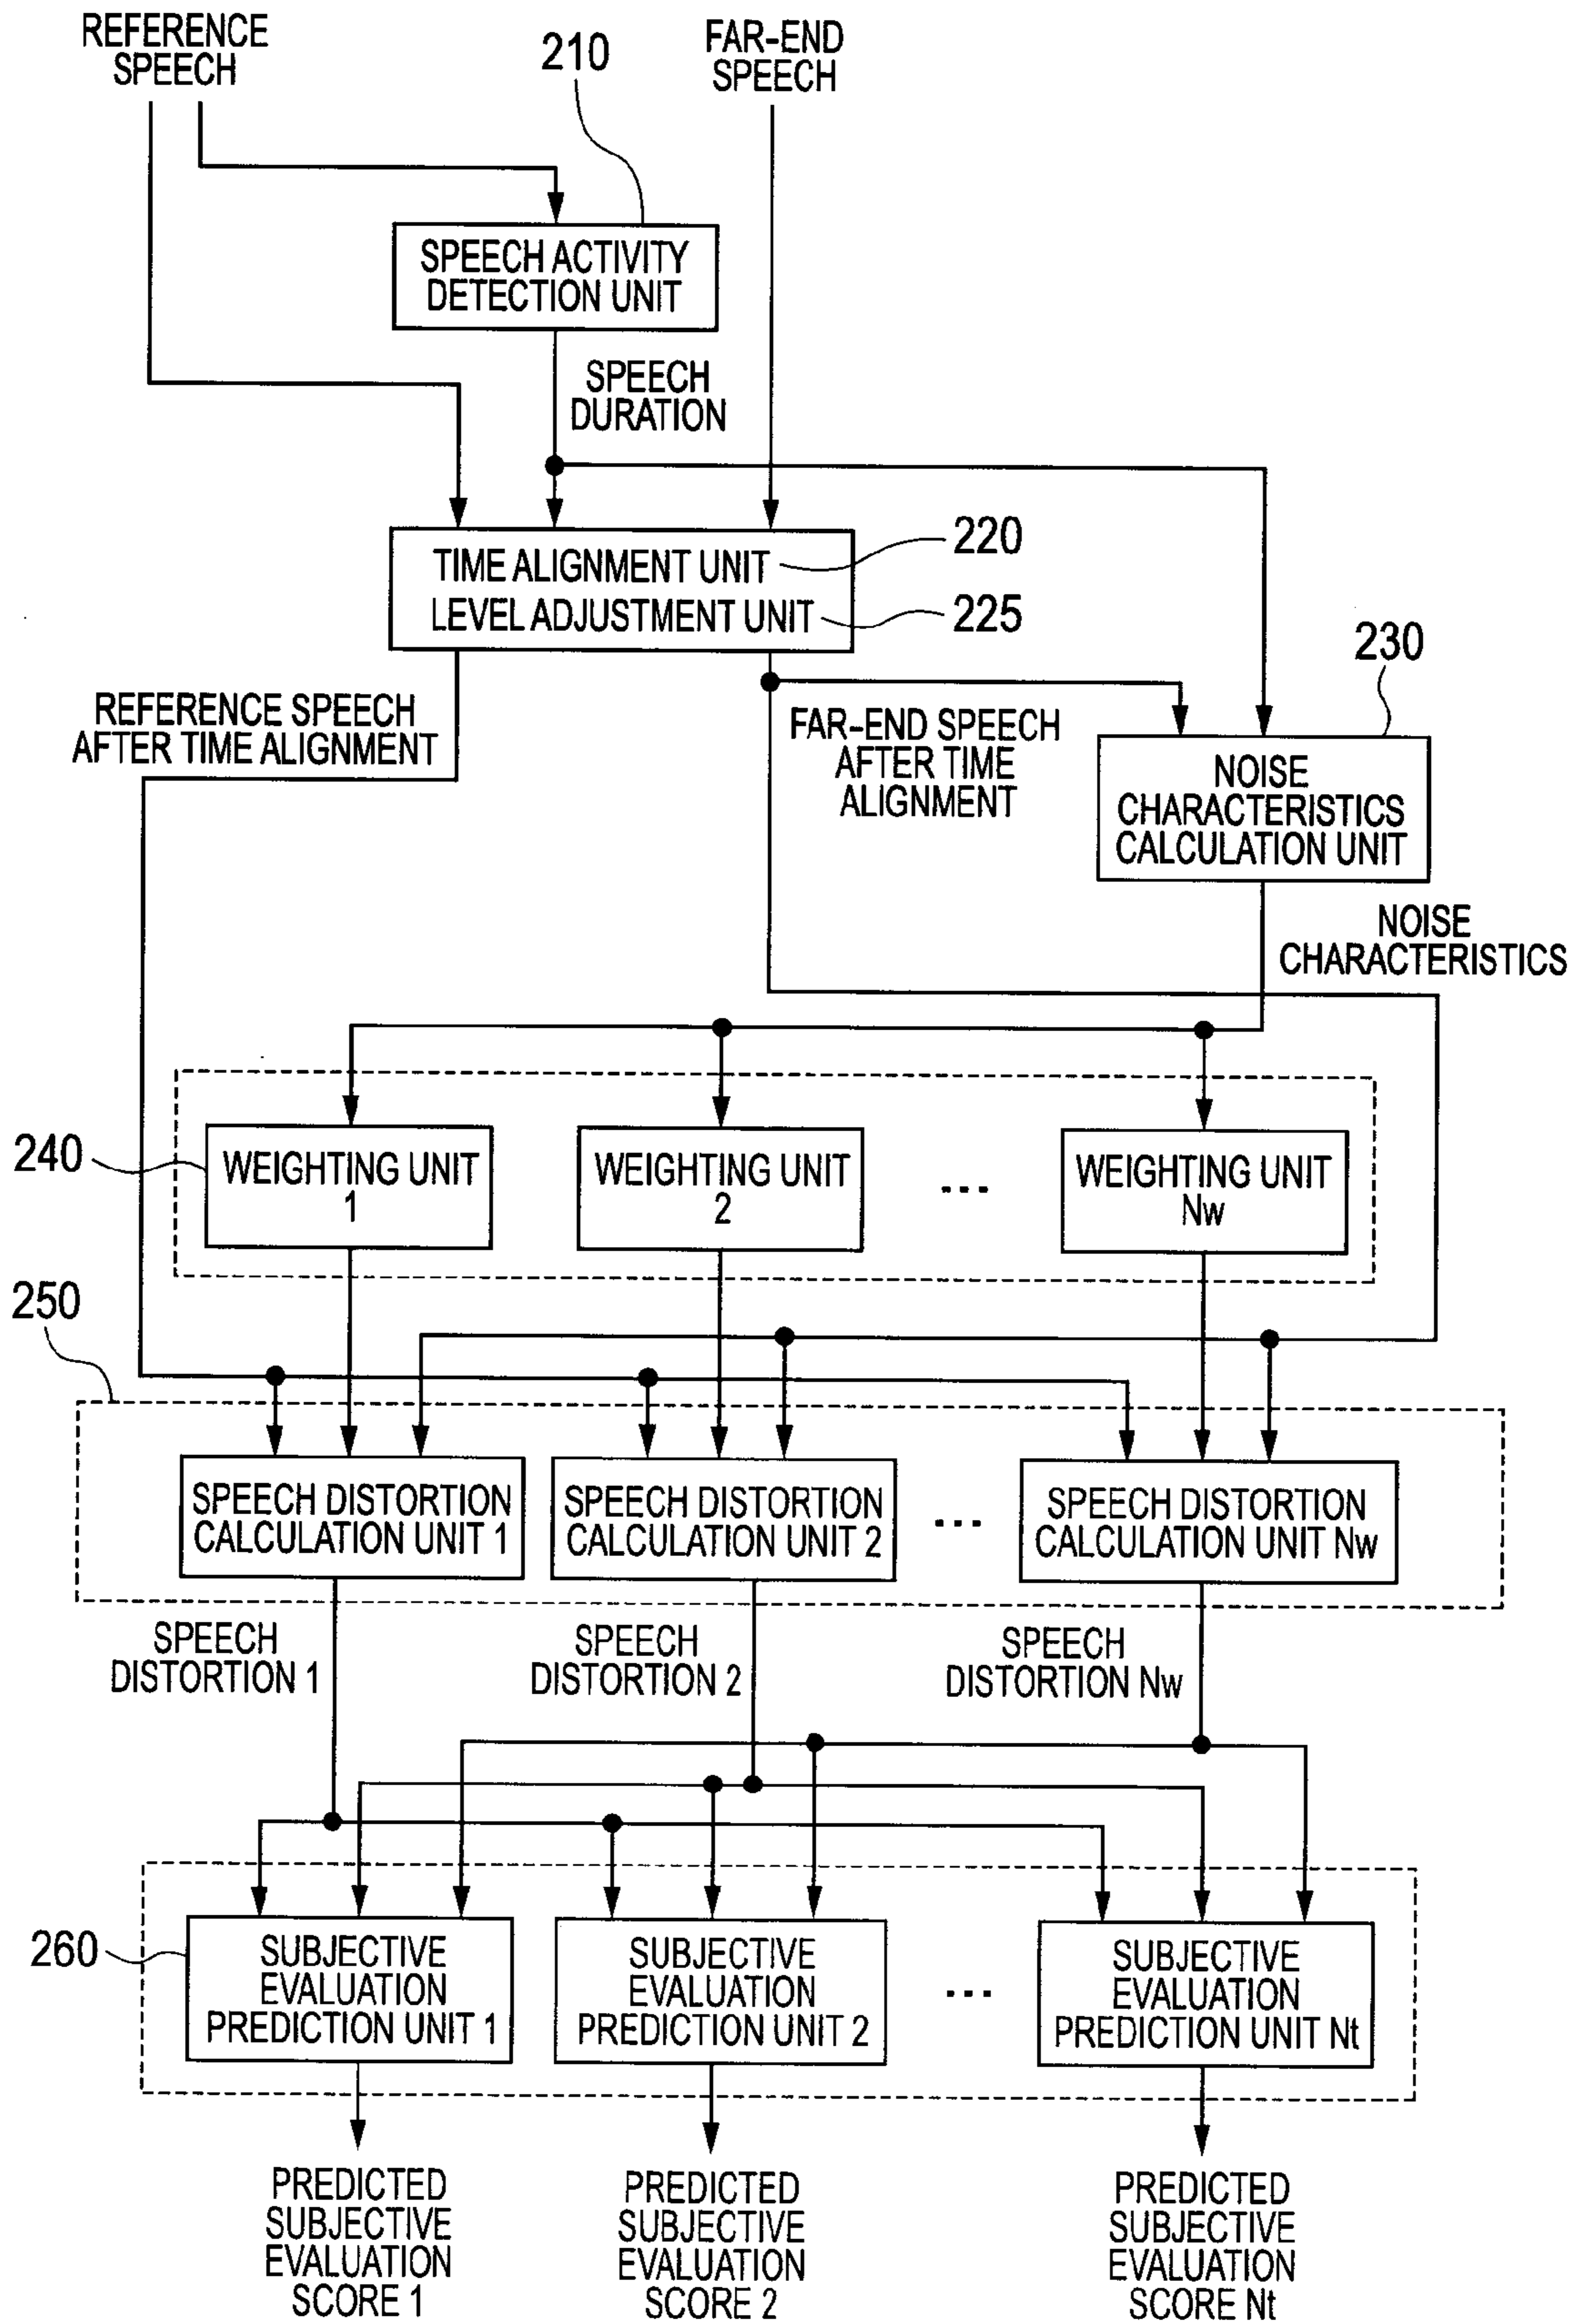 REFERENCE
SPEECH
210
FAR-END
SPEECH
SPEECH ACTIVITY
DETECTION UNIT
SPEECH
DURATION
TIME ALIGNMENT UNIT
220
LEVEL ADJUSTMENT UNIT
225
230
REFERENCE SPEECH
AFTER TIME ALIGNMENT
FAR-END SPEECH
AFTER TIME
ALIGNMENT
NOISE
CHARACTERISTICS
CALCULATION UNIT
NOISE
CHARACTERISTICS
240
WEIGHTING UNIT
1
WEIGHTING UNIT
2
...
WEIGHTING UNIT
Nw
250
SPEECH DISTORTION
CALCULATION UNIT 1
SPEECH DISTORTION
CALCULATION UNIT 2
...
SPEECH DISTORTION
CALCULATION UNIT Nw
SPEECH
DISTORTION 1
SPEECH
DISTORTION 2
SPEECH
DISTORTION Nw
260
SUBJECTIVE
EVALUATION
PREDICTION UNIT 1
SUBJECTIVE
EVALUATION
PREDICTION UNIT 2
...
SUBJECTIVE
EVALUATION
PREDICTION UNIT Nt
PREDICTED
SUBJECTIVE
EVALUATION
SCORE 1
PREDICTED
SUBJECTIVE
EVALUATION
SCORE 2
PREDICTED
SUBJECTIVE
EVALUATION
SCORE Nt